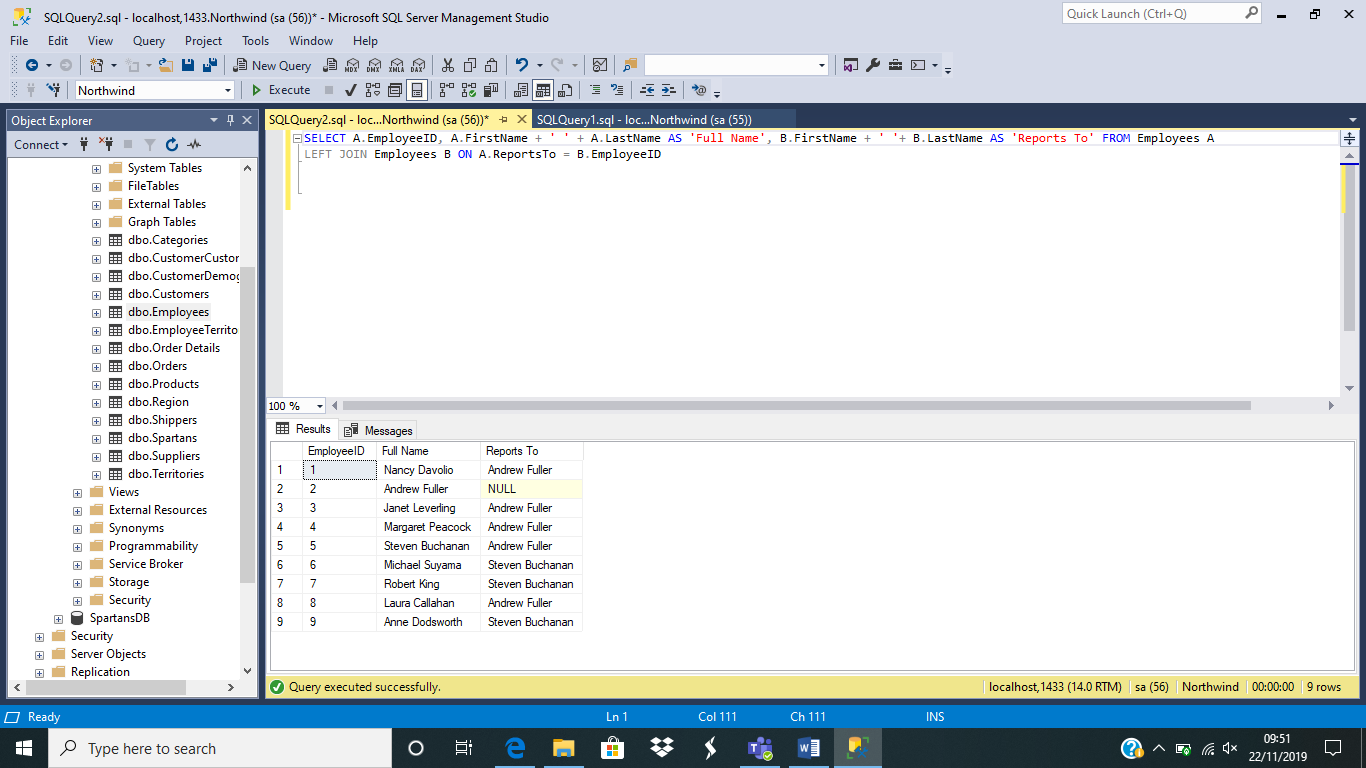 SQLQuery2.sql - localhost,1433.Northwind (sa (56))* - Microsoft SQL Server Management Studio
Quick Launch (Ctrl+Q)
File Edit View Query Project Tools Window Help
New Query MDX DMX XMLA DAX
Northwind Execute
Object Explorer
SQLQuery2.sql - loc...Northwind (sa (56))* SQLQuery1.sql - loc...Northwind (sa (55))
Connect
System Tables
FileTables
External Tables
Graph Tables
dbo.Categories
dbo.CustomerCustor
dbo.CustomerDemog
dbo.Customers
dbo.Employees
dbo.EmployeeTerrito
dbo.Order Details
dbo.Orders
dbo.Products
dbo.Region
dbo.Shippers
dbo.Spartans
dbo.Suppliers
dbo.Territories
Views
External Resources
Synonyms
Programmability
Service Broker
Storage
Security
SpartansDB
Security
Server Objects
Replication
SELECT A.EmployeeID, A.FirstName + ' ' + A.LastName AS 'Full Name', B.FirstName + ' '+ B.LastName AS 'Reports To' FROM Employees A
LEFT JOIN Employees B ON A.ReportsTo = B.EmployeeID
100 %
Results Messages
EmployeeID Full Name Reports To
1 1 Nancy Davolio Andrew Fuller
2 2 Andrew Fuller NULL
3 3 Janet Leverling Andrew Fuller
4 4 Margaret Peacock Andrew Fuller
5 5 Steven Buchanan Andrew Fuller
6 6 Michael Suyama Steven Buchanan
7 7 Robert King Steven Buchanan
8 8 Laura Callahan Andrew Fuller
9 9 Anne Dodsworth Steven Buchanan
Query executed successfully. localhost,1433 (14.0 RTM) sa (56) Northwind 00:00:00 9 rows
Ready Ln 1 Col 111 Ch 111 INS
Type here to search
09:51
22/11/2019